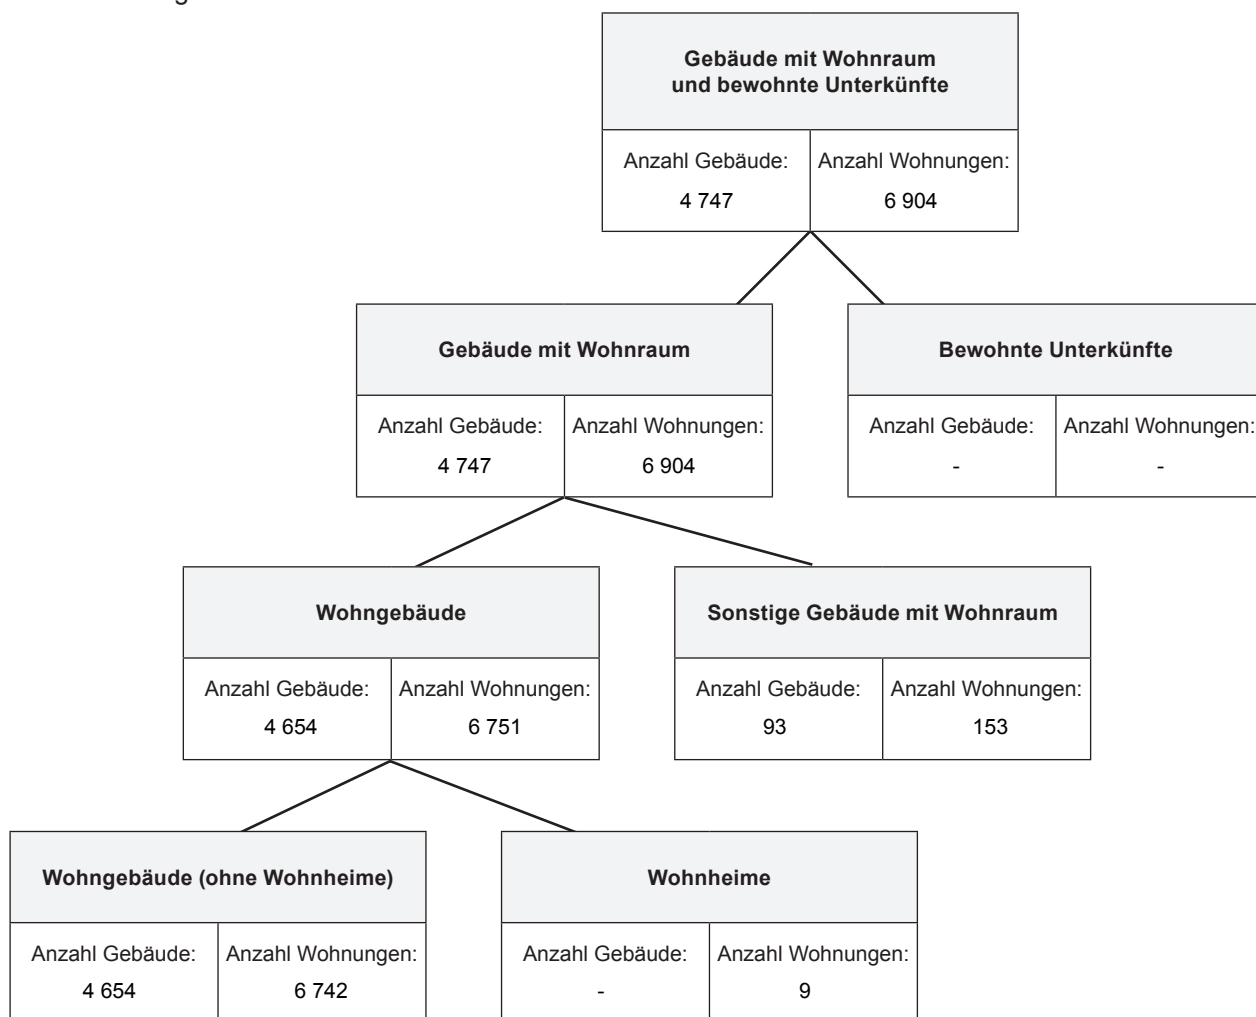 Gebäude mit Wohnraum
und bewohnte Unterkünfte
Anzahl Gebäude: Anzahl Wohnungen:
4 747 6 904
Gebäude mit Wohnraum
Anzahl Gebäude: Anzahl Wohnungen:
4 747 6 904
Bewohnte Unterkünfte
Anzahl Gebäude: Anzahl Wohnungen:
- -
Wohngebäude
Anzahl Gebäude: Anzahl Wohnungen:
4 654 6 751
Sonstige Gebäude mit Wohnraum
Anzahl Gebäude: Anzahl Wohnungen:
93 153
Wohngebäude (ohne Wohnheime)
Anzahl Gebäude: Anzahl Wohnungen:
4 654 6 742
Wohnheime
Anzahl Gebäude: Anzahl Wohnungen:
- 9